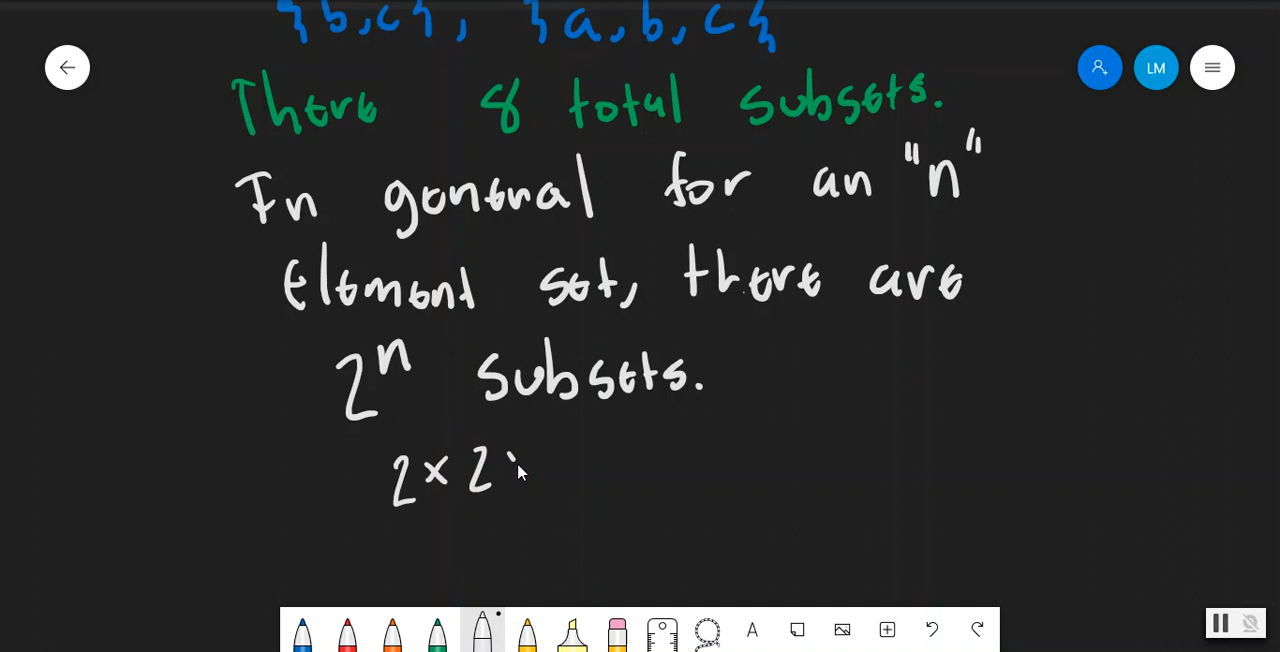 {b,c}, {a,b,c}
There 8 total subsets.
LM
In general for an "n"
element set, there are
2ⁿ subsets.
2 × 2
A